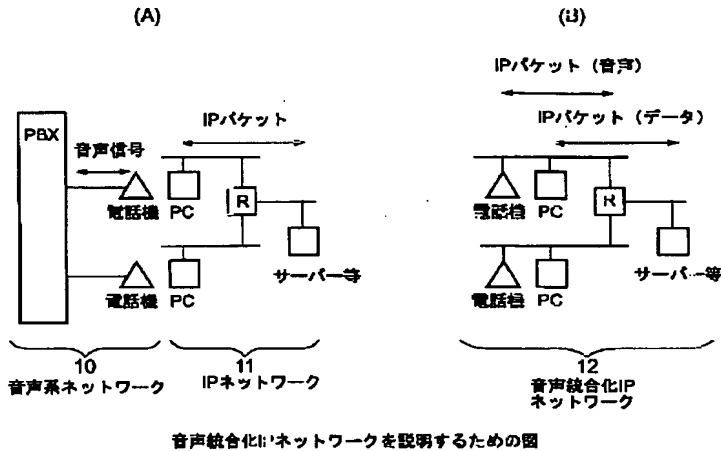 (A)
PBX
音声信号
IPパケット
電話機 PC
R
サーバー等
電話機 PC
10
音声系ネットワーク
11
IPネットワーク
(B)
IPパケット（音声）
IPパケット（データ）
電話機 PC
R
サーバー等
電話機 PC
12
音声統合化IP
ネットワーク
音声統合化IPネットワークを説明するための図